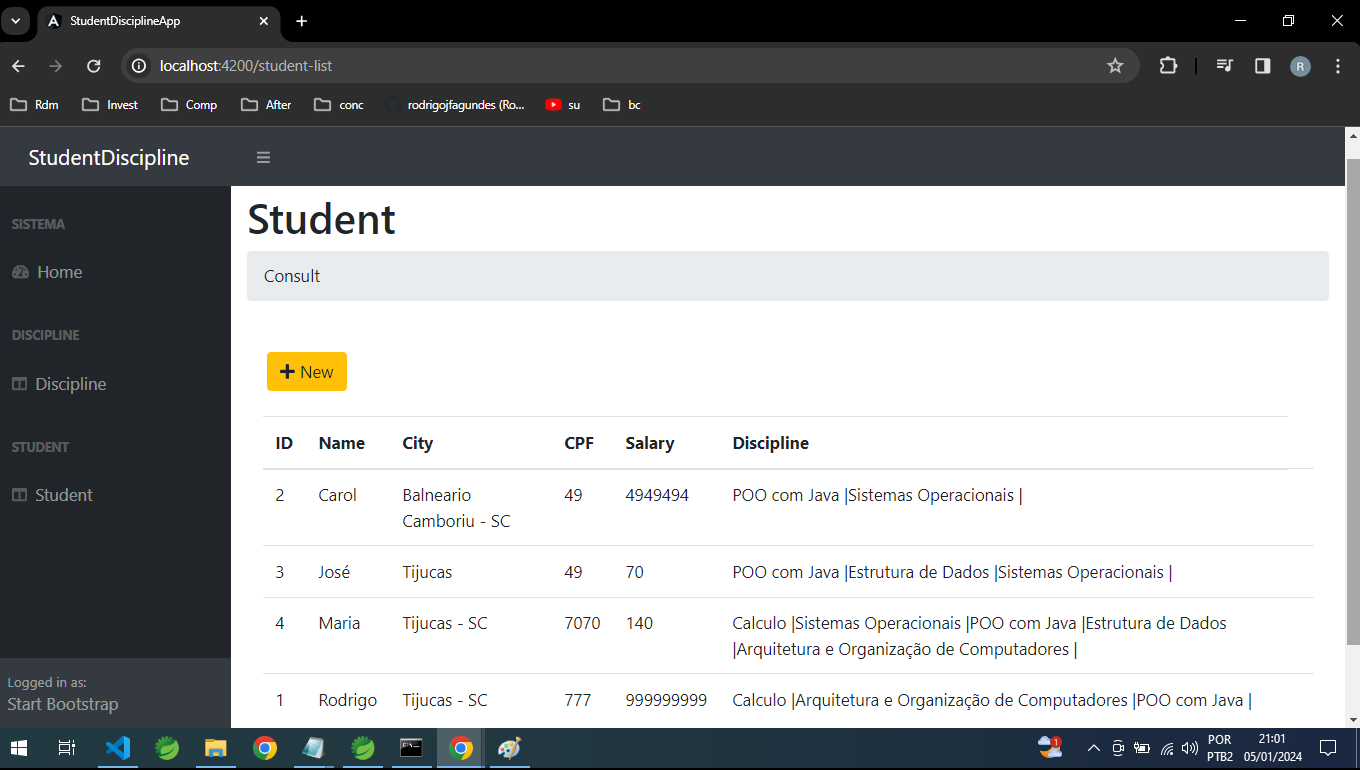 StudentDisciplineApp
localhost:4200/student-list
R
Rdm Invest Comp After conc rodrigojfagundes (Ro... su bc
StudentDiscipline
SISTEMA
Home
DISCIPLINE
Discipline
STUDENT
Student
Logged in as:
Start Bootstrap
Student
Consult
New
ID Name City CPF Salary Discipline
2 Carol Balneario 49 4949494 POO com Java |Sistemas Operacionais |
Camboriu - SC
3 José Tijucas 49 70 POO com Java |Estrutura de Dados |Sistemas Operacionais |
4 Maria Tijucas - SC 7070 140 Calculo |Sistemas Operacionais |POO com Java |Estrutura de Dados
|Arquitetura e Organização de Computadores |
1 Rodrigo Tijucas - SC 777 999999999 Calculo |Arquitetura e Organização de Computadores |POO com Java |
1
POR 21:01
PTB2 05/01/2024